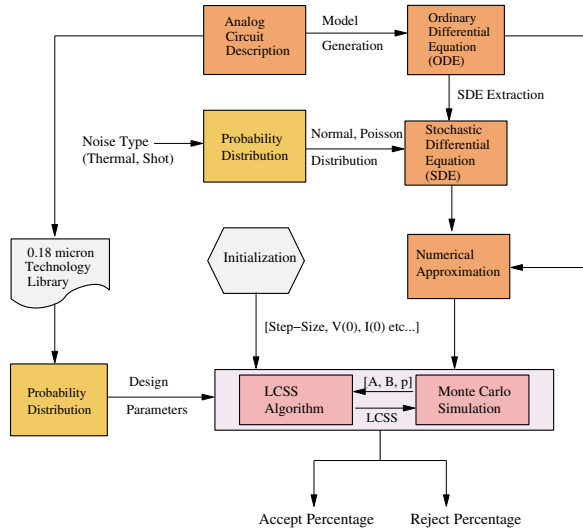 Analog
Circuit
Description
Model
Generation
Ordinary
Differential
Equation
(ODE)
SDE Extraction
Noise Type
(Thermal, Shot)
Probability
Distribution
Normal, Poisson
Distribution
Stochastic
Differential
Equation
(SDE)
0.18 micron
Technology
Library
Initialization
Numerical
Approximation
[Step−Size, V(0), I(0) etc...]
Probability
Distribution
Design
Parameters
LCSS
Algorithm
[A, B, p]
LCSS
Monte Carlo
Simulation
Accept Percentage
Reject Percentage